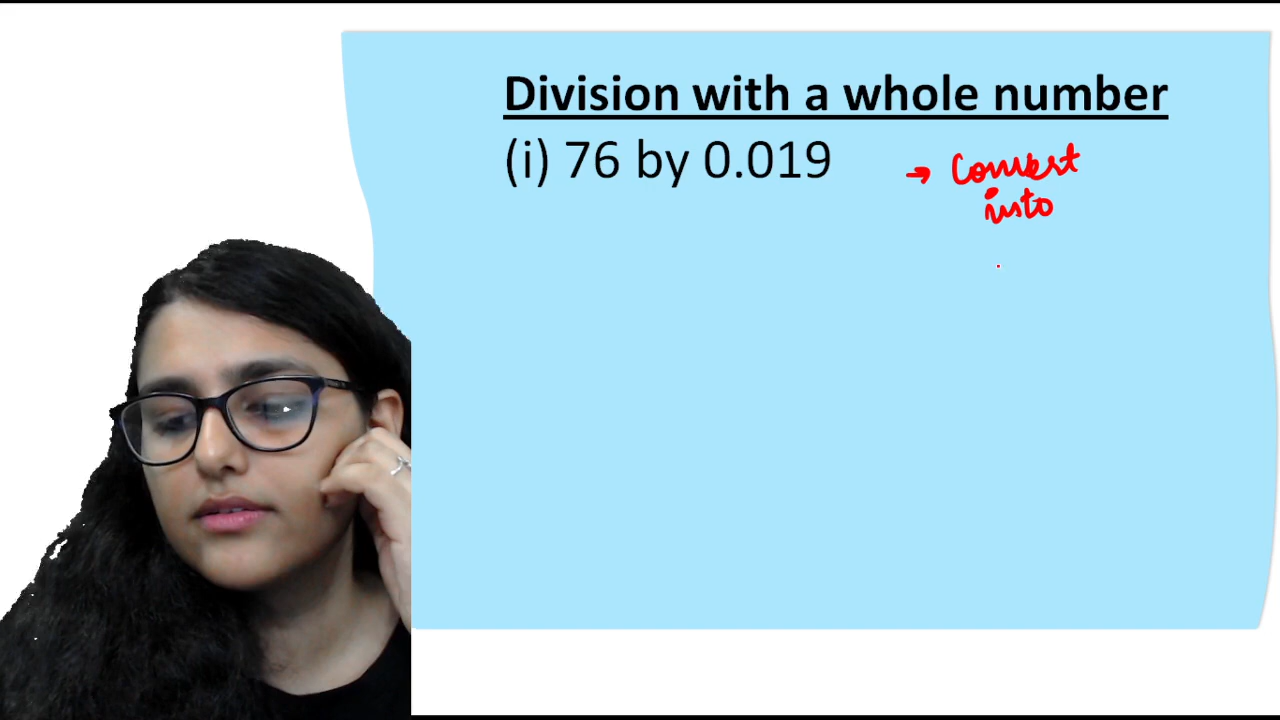 Division with a whole number
(i) 76 by 0.019
→ Convert
into